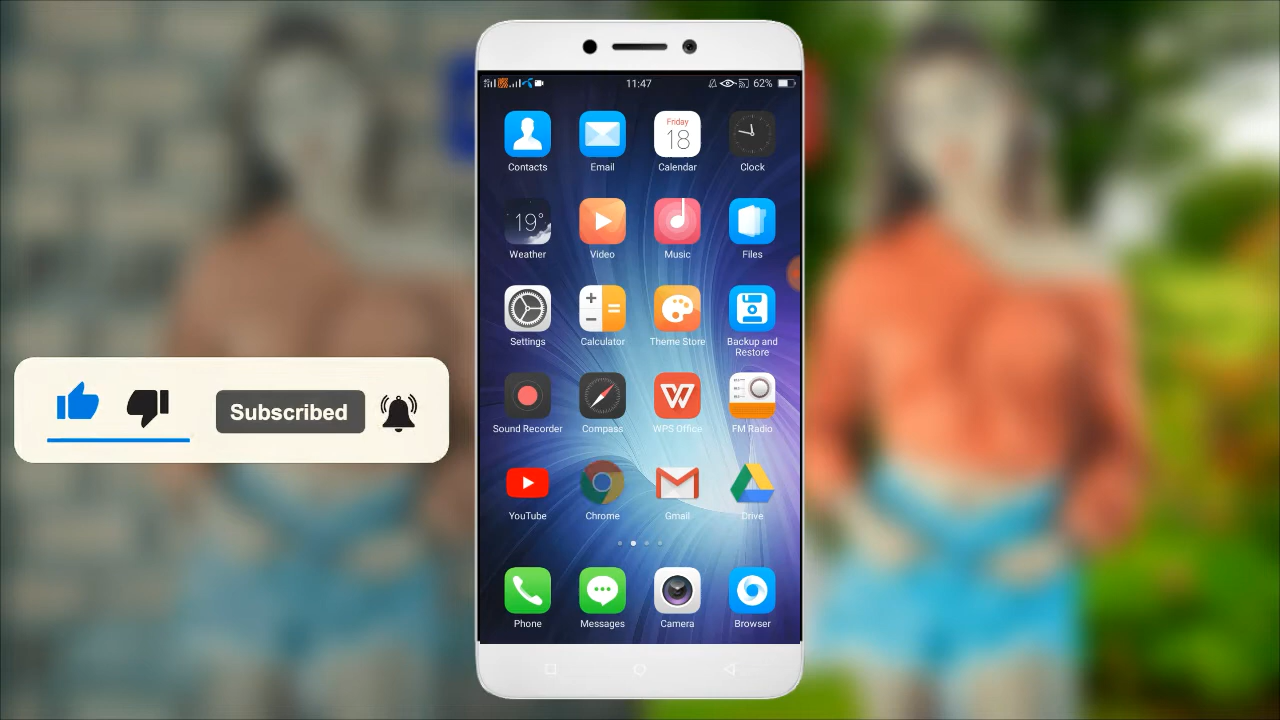 11:47
62%
Friday
18
Contacts
Email
Calendar
Clock
19°
Weather
Video
Music
Files
Settings
Calculator
Theme Store
Backup and
Restore
Subscribed
Sound Recorder
Compass
WPS Office
FM Radio
YouTube
Chrome
Gmail
Drive
Phone
Messages
Camera
Browser